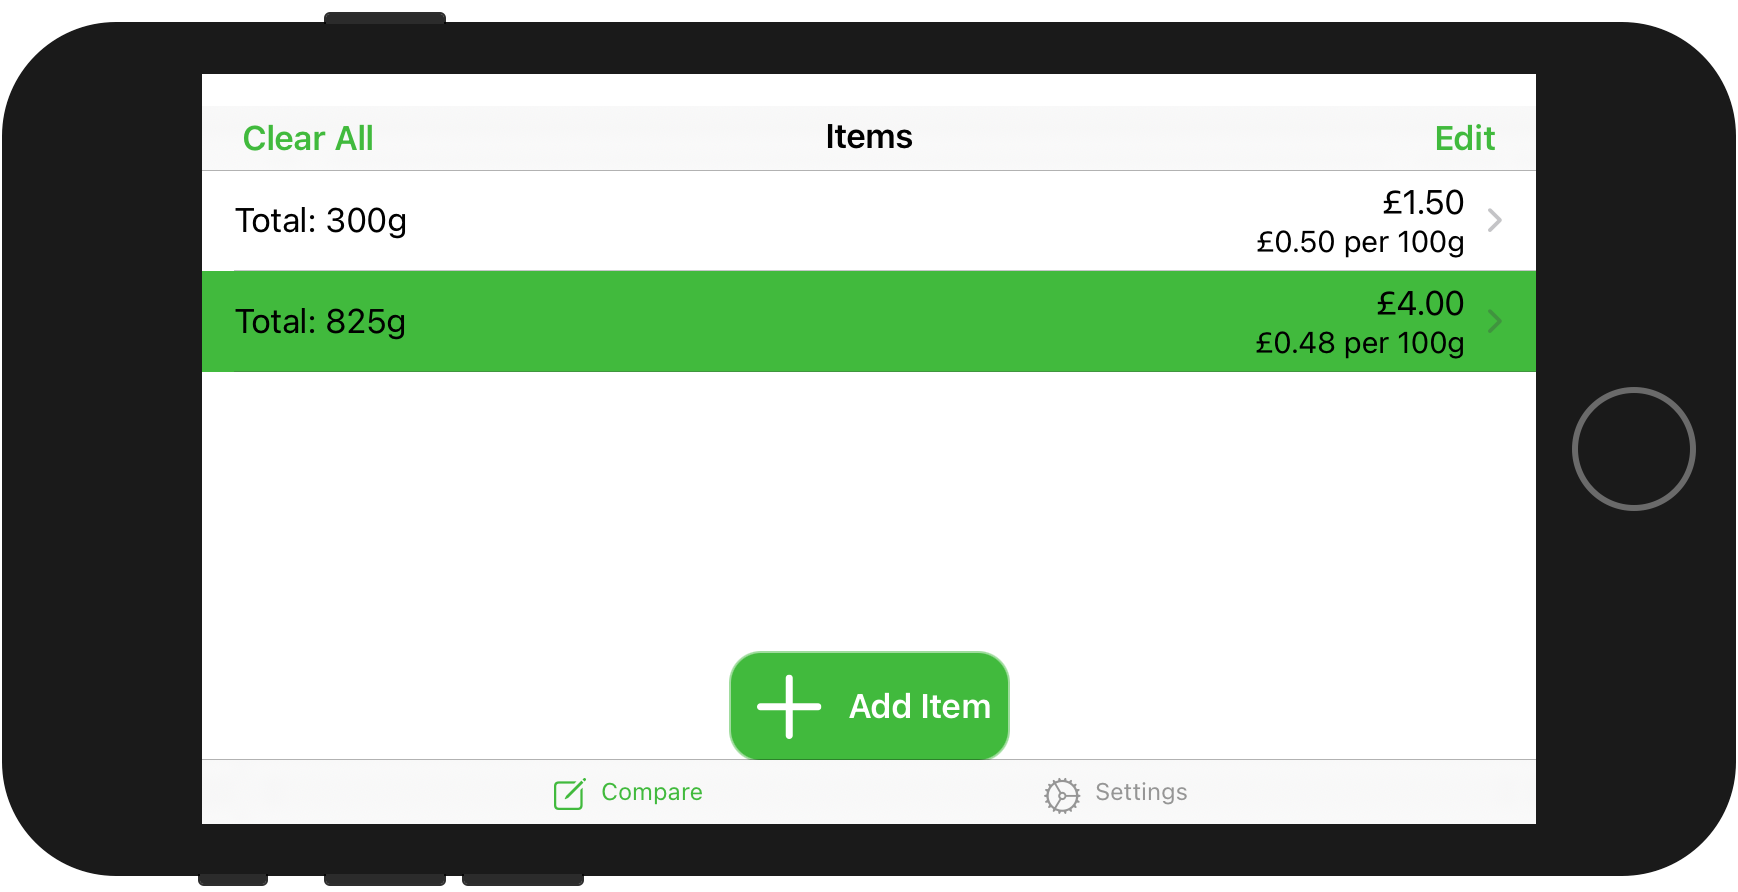 Clear All
Items
Edit
Total: 300g
£1.50
£0.50 per 100g
Total: 825g
£4.00
£0.48 per 100g
Add Item
Compare
Settings